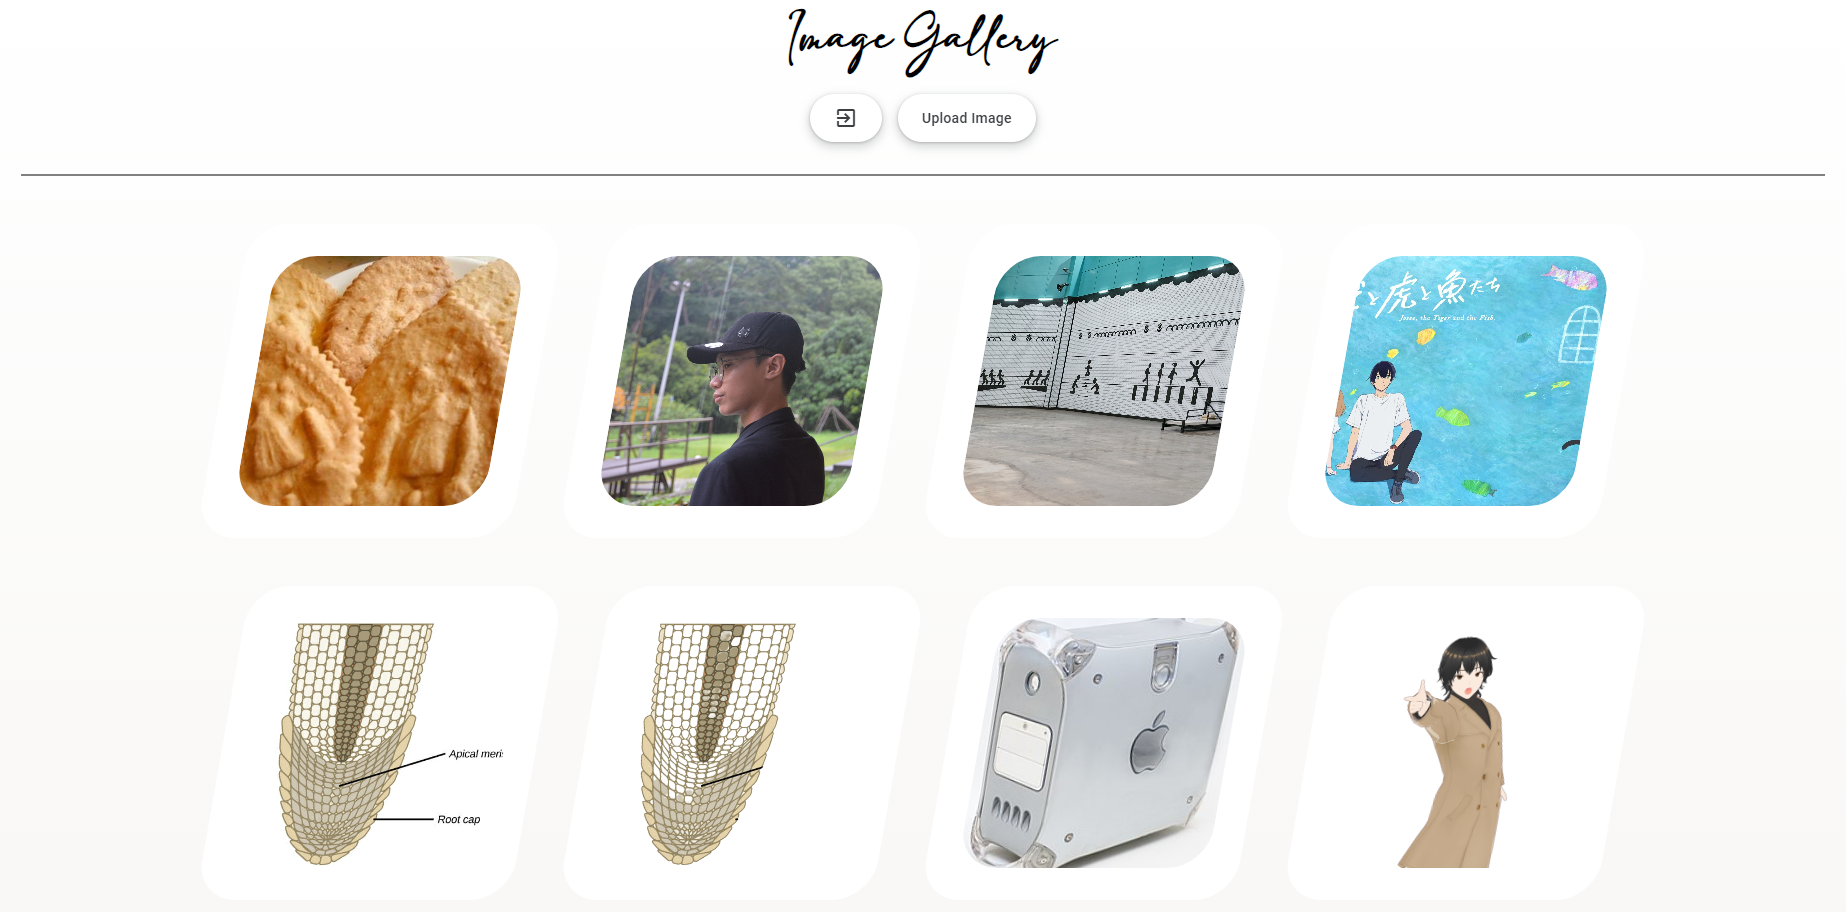 Image Gallery
Upload Image
と虎と魚たち
Josee, the Tiger and the Fish.
Apical meris
Root cap